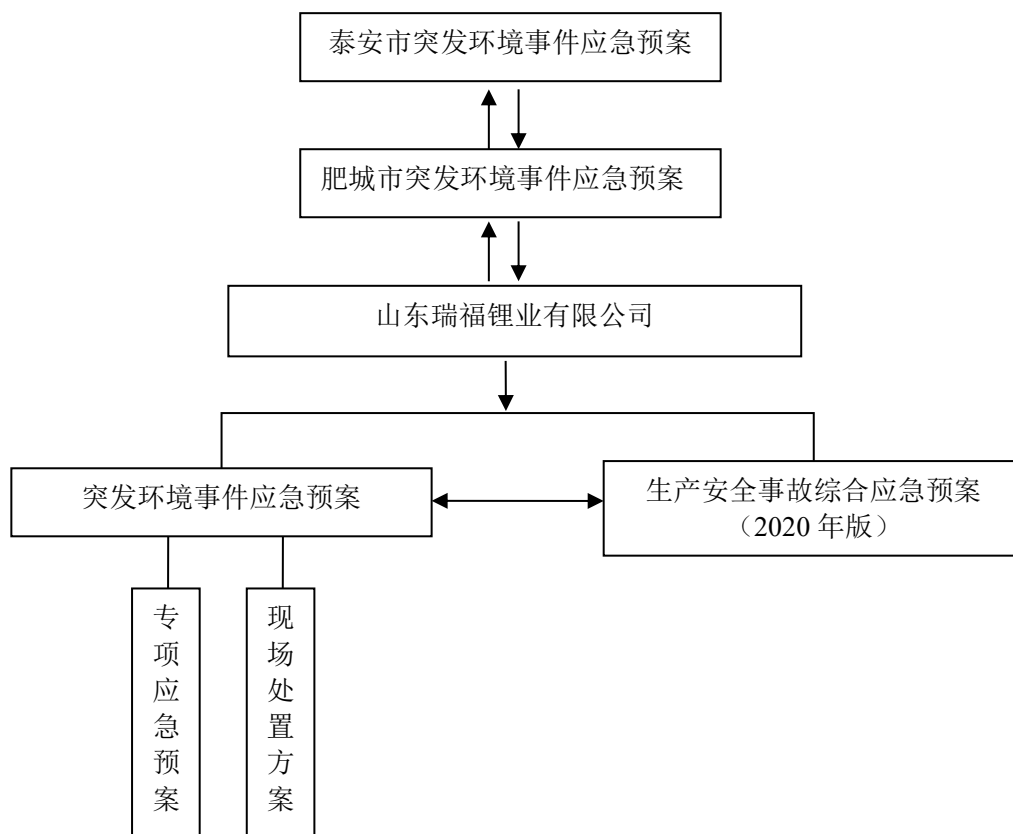 泰安市突发环境事件应急预案
肥城市突发环境事件应急预案
山东瑞福锂业有限公司
突发环境事件应急预案
生产安全事故综合应急预案
（2020 年版）
专项应急预案
现场处置方案